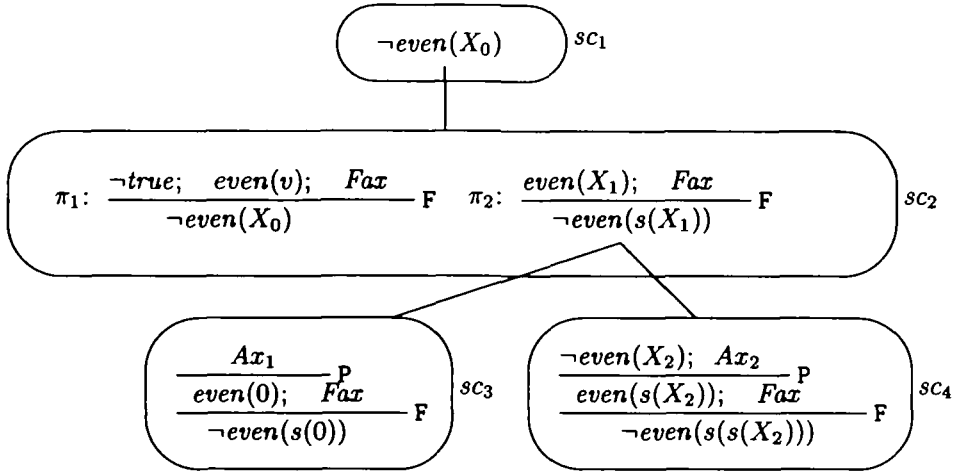 ¬even(X₀) sc₁
π₁: ¬true; even(v); Fax F π₂: even(X₁); Fax F sc₂
¬even(X₀) ¬even(s(X₁))
Ax₁ P ¬even(X₂); Ax₂ P
even(0); Fax F sc₃ even(s(X₂)); Fax F sc₄
¬even(s(0)) ¬even(s(s(X₂)))